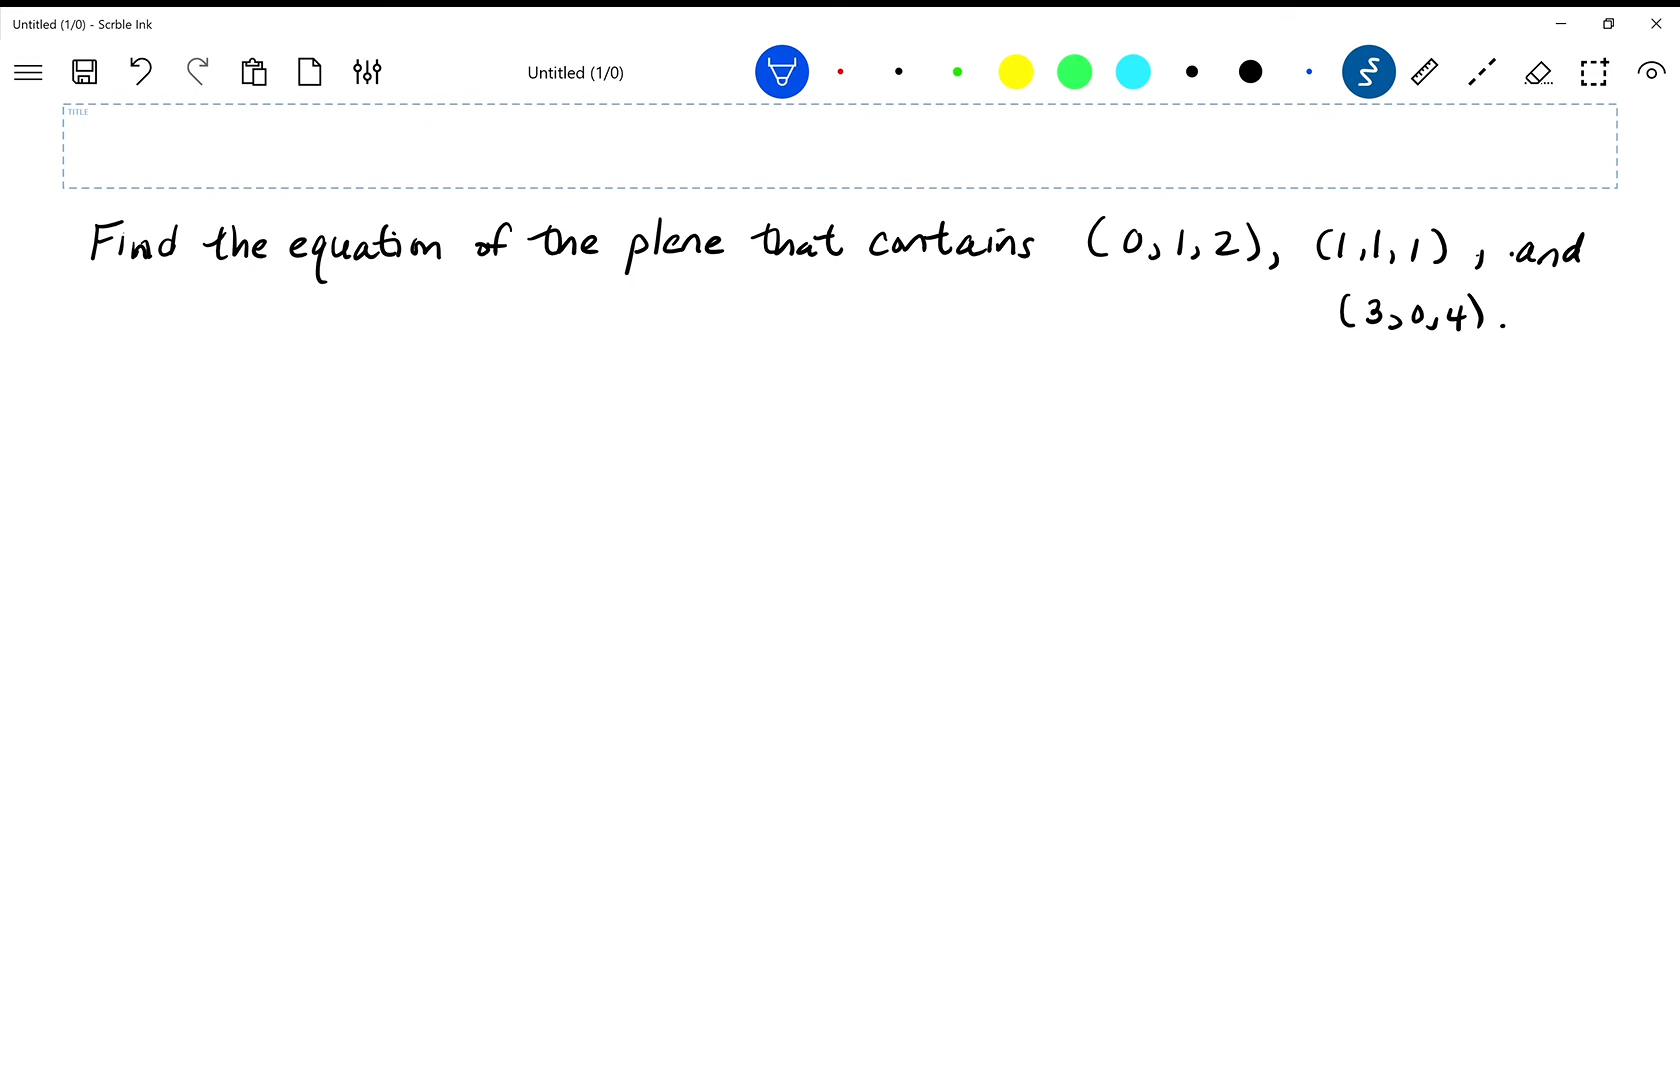 Untitled (1/0) - Scrble Ink
Untitled (1/0)
TITLE
Find the equation of the plane that contains (0,1,2), (1,1,1), and
(3,0,4).